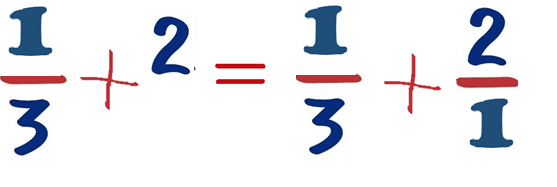 1/3 + 2 = 1/3 + 2/1